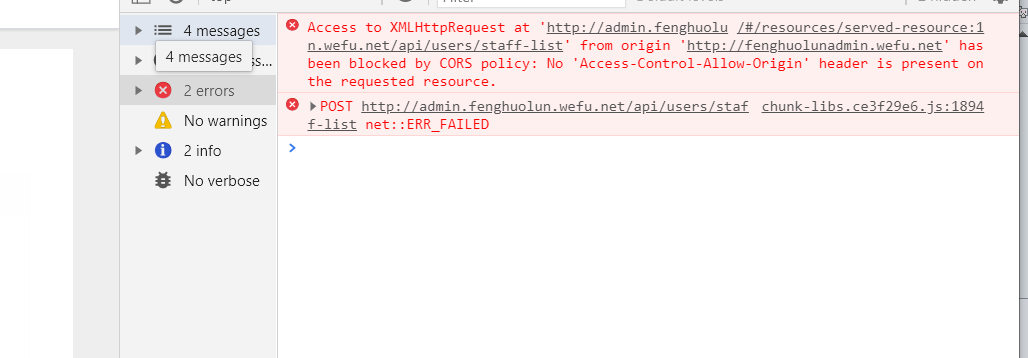 4 messages
4 messages
2 errors
No warnings
2 info
No verbose
Access to XMLHttpRequest at 'http://admin.fenghuolu /#/resources/served-resource:1
n.wefu.net/api/users/staff-list' from origin 'http://fenghuolunadmin.wefu.net' has
been blocked by CORS policy: No 'Access-Control-Allow-Origin' header is present on
the requested resource.
POST http://admin.fenghuolun.wefu.net/api/users/staf chunk-libs.ce3f29e6.js:1894
f-list net::ERR_FAILED